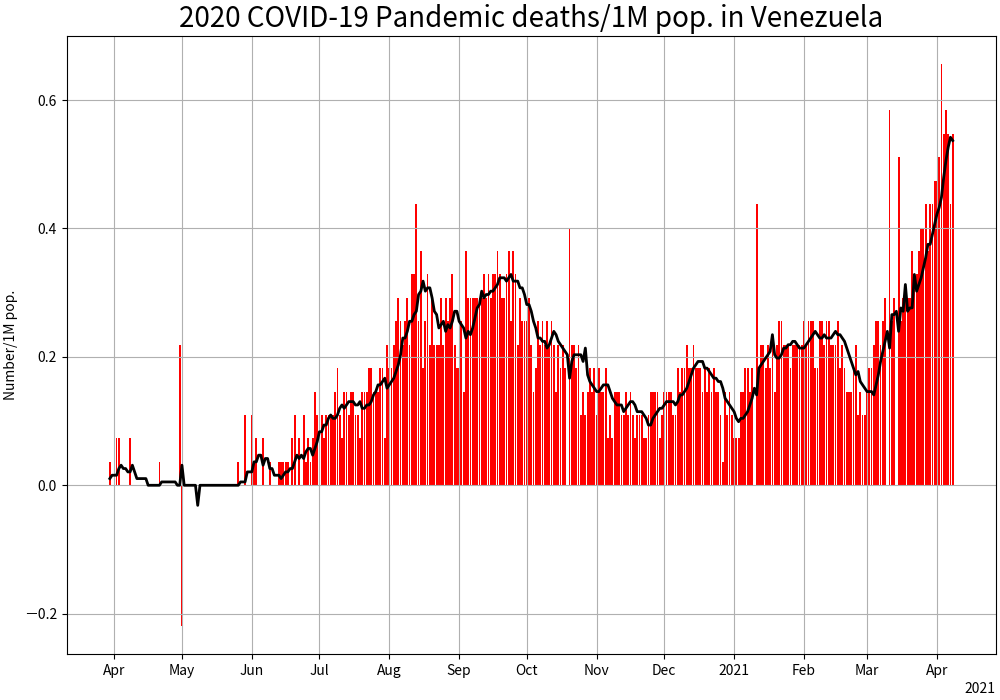 2020 COVID-19 Pandemic deaths/1M pop. in Venezuela
Number/1M pop.
0.6
0.4
0.2
0.0
−0.2
Apr May Jun Jul Aug Sep Oct Nov Dec 2021 Feb Mar Apr
2021